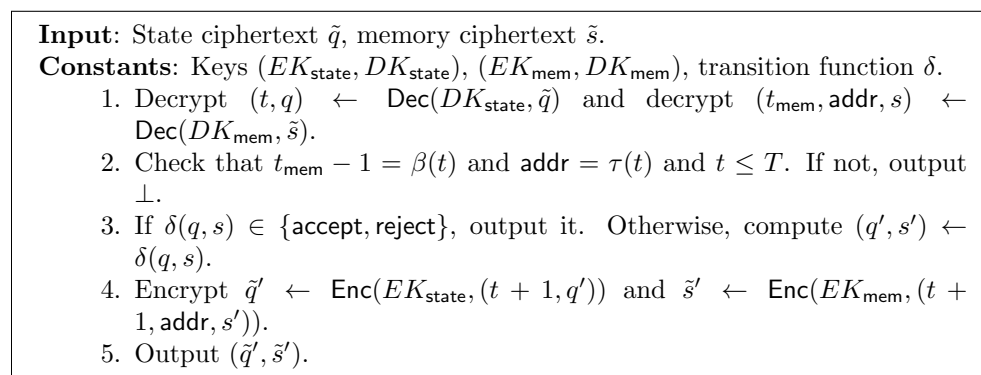 Input: State ciphertext q̃, memory ciphertext s̃.
Constants: Keys (EK_state, DK_state), (EK_mem, DK_mem), transition function δ.
1. Decrypt (t, q) ← Dec(DK_state, q̃) and decrypt (t_mem, addr, s) ←
Dec(DK_mem, s̃).
2. Check that t_mem − 1 = β(t) and addr = τ(t) and t ≤ T. If not, output
⊥.
3. If δ(q, s) ∈ {accept, reject}, output it. Otherwise, compute (q′, s′) ←
δ(q, s).
4. Encrypt q̃′ ← Enc(EK_state, (t + 1, q′)) and s̃′ ← Enc(EK_mem, (t +
1, addr, s′)).
5. Output (q̃′, s̃′).